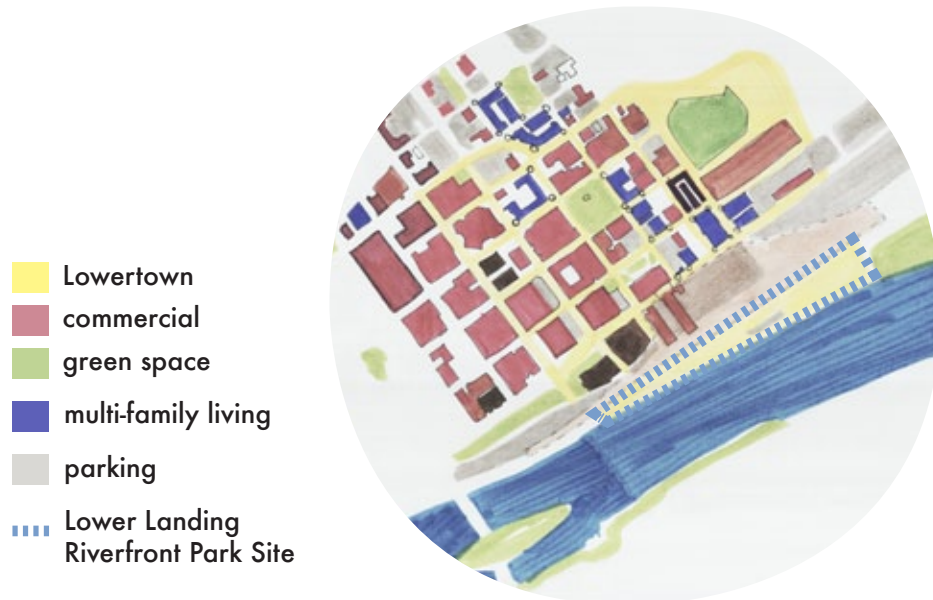 Lowertown
commercial
green space
multi-family living
parking
Lower Landing
Riverfront Park Site